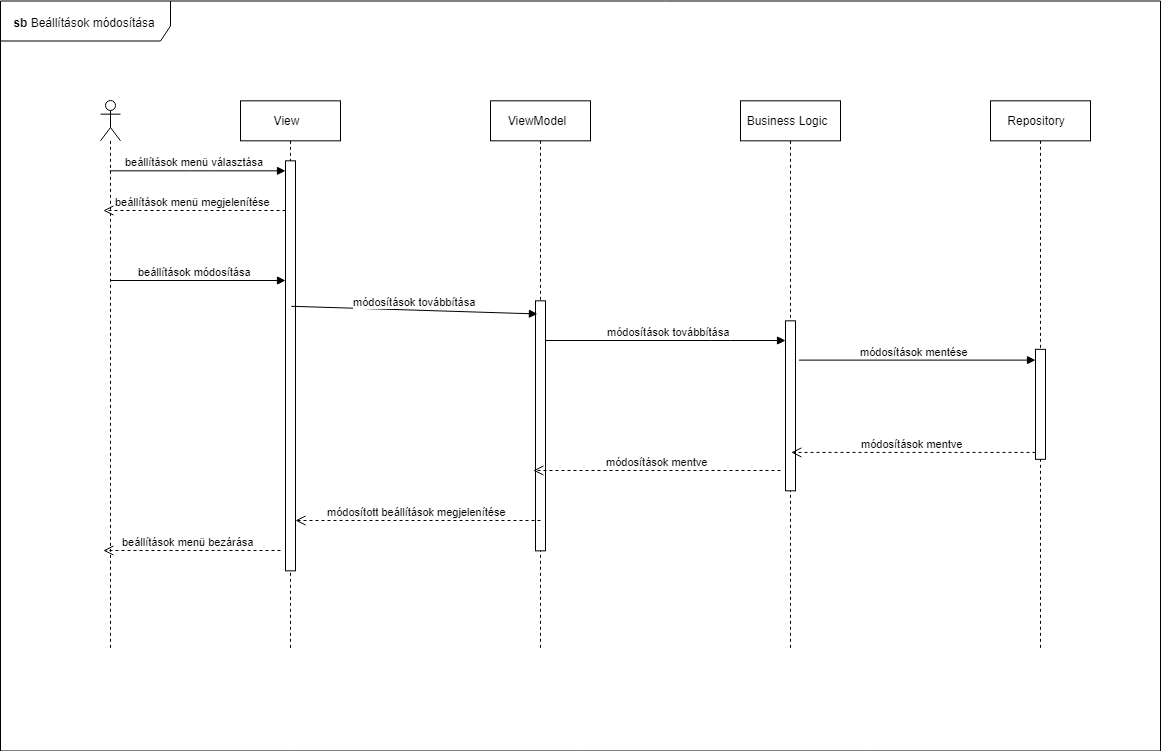 sb Beállítások módosítása
View
ViewModel
Business Logic
Repository
beállítások menü választása
beállítások menü megjelenítése
beállítások módosítása
módosítások továbbítása
módosítások továbbítása
módosítások mentése
módosítások mentve
módosítások mentve
módosított beállítások megjelenítése
beállítások menü bezárása